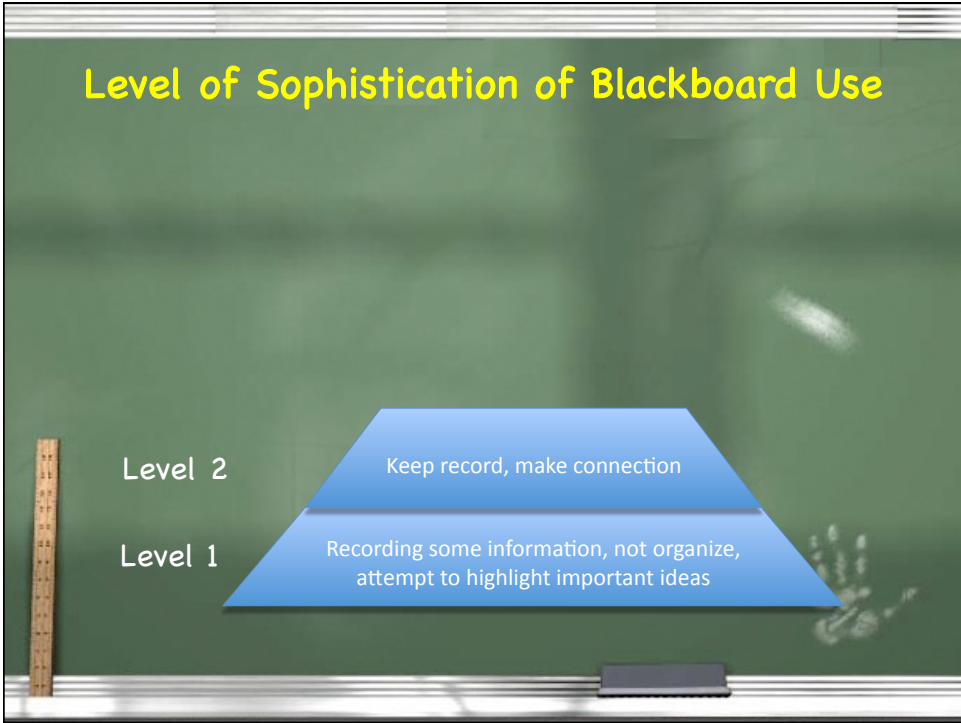 Level of Sophistication of Blackboard Use
Level 2
Keep record, make connection
Level 1
Recording some information, not organize,
attempt to highlight important ideas